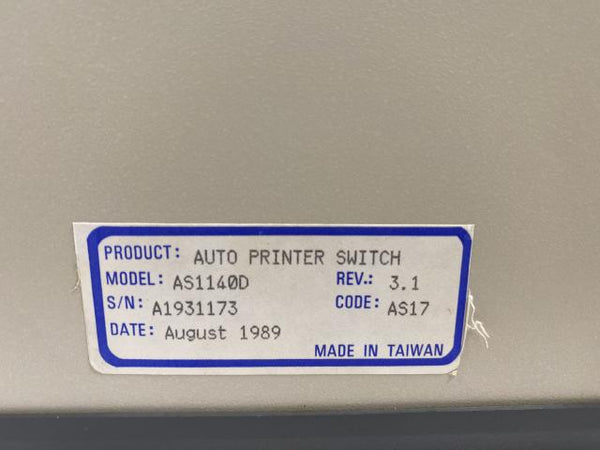 PRODUCT: AUTO PRINTER SWITCH
MODEL: AS1140D REV.: 3.1
S/N: A1931173 CODE: AS17
DATE: August 1989
MADE IN TAIWAN